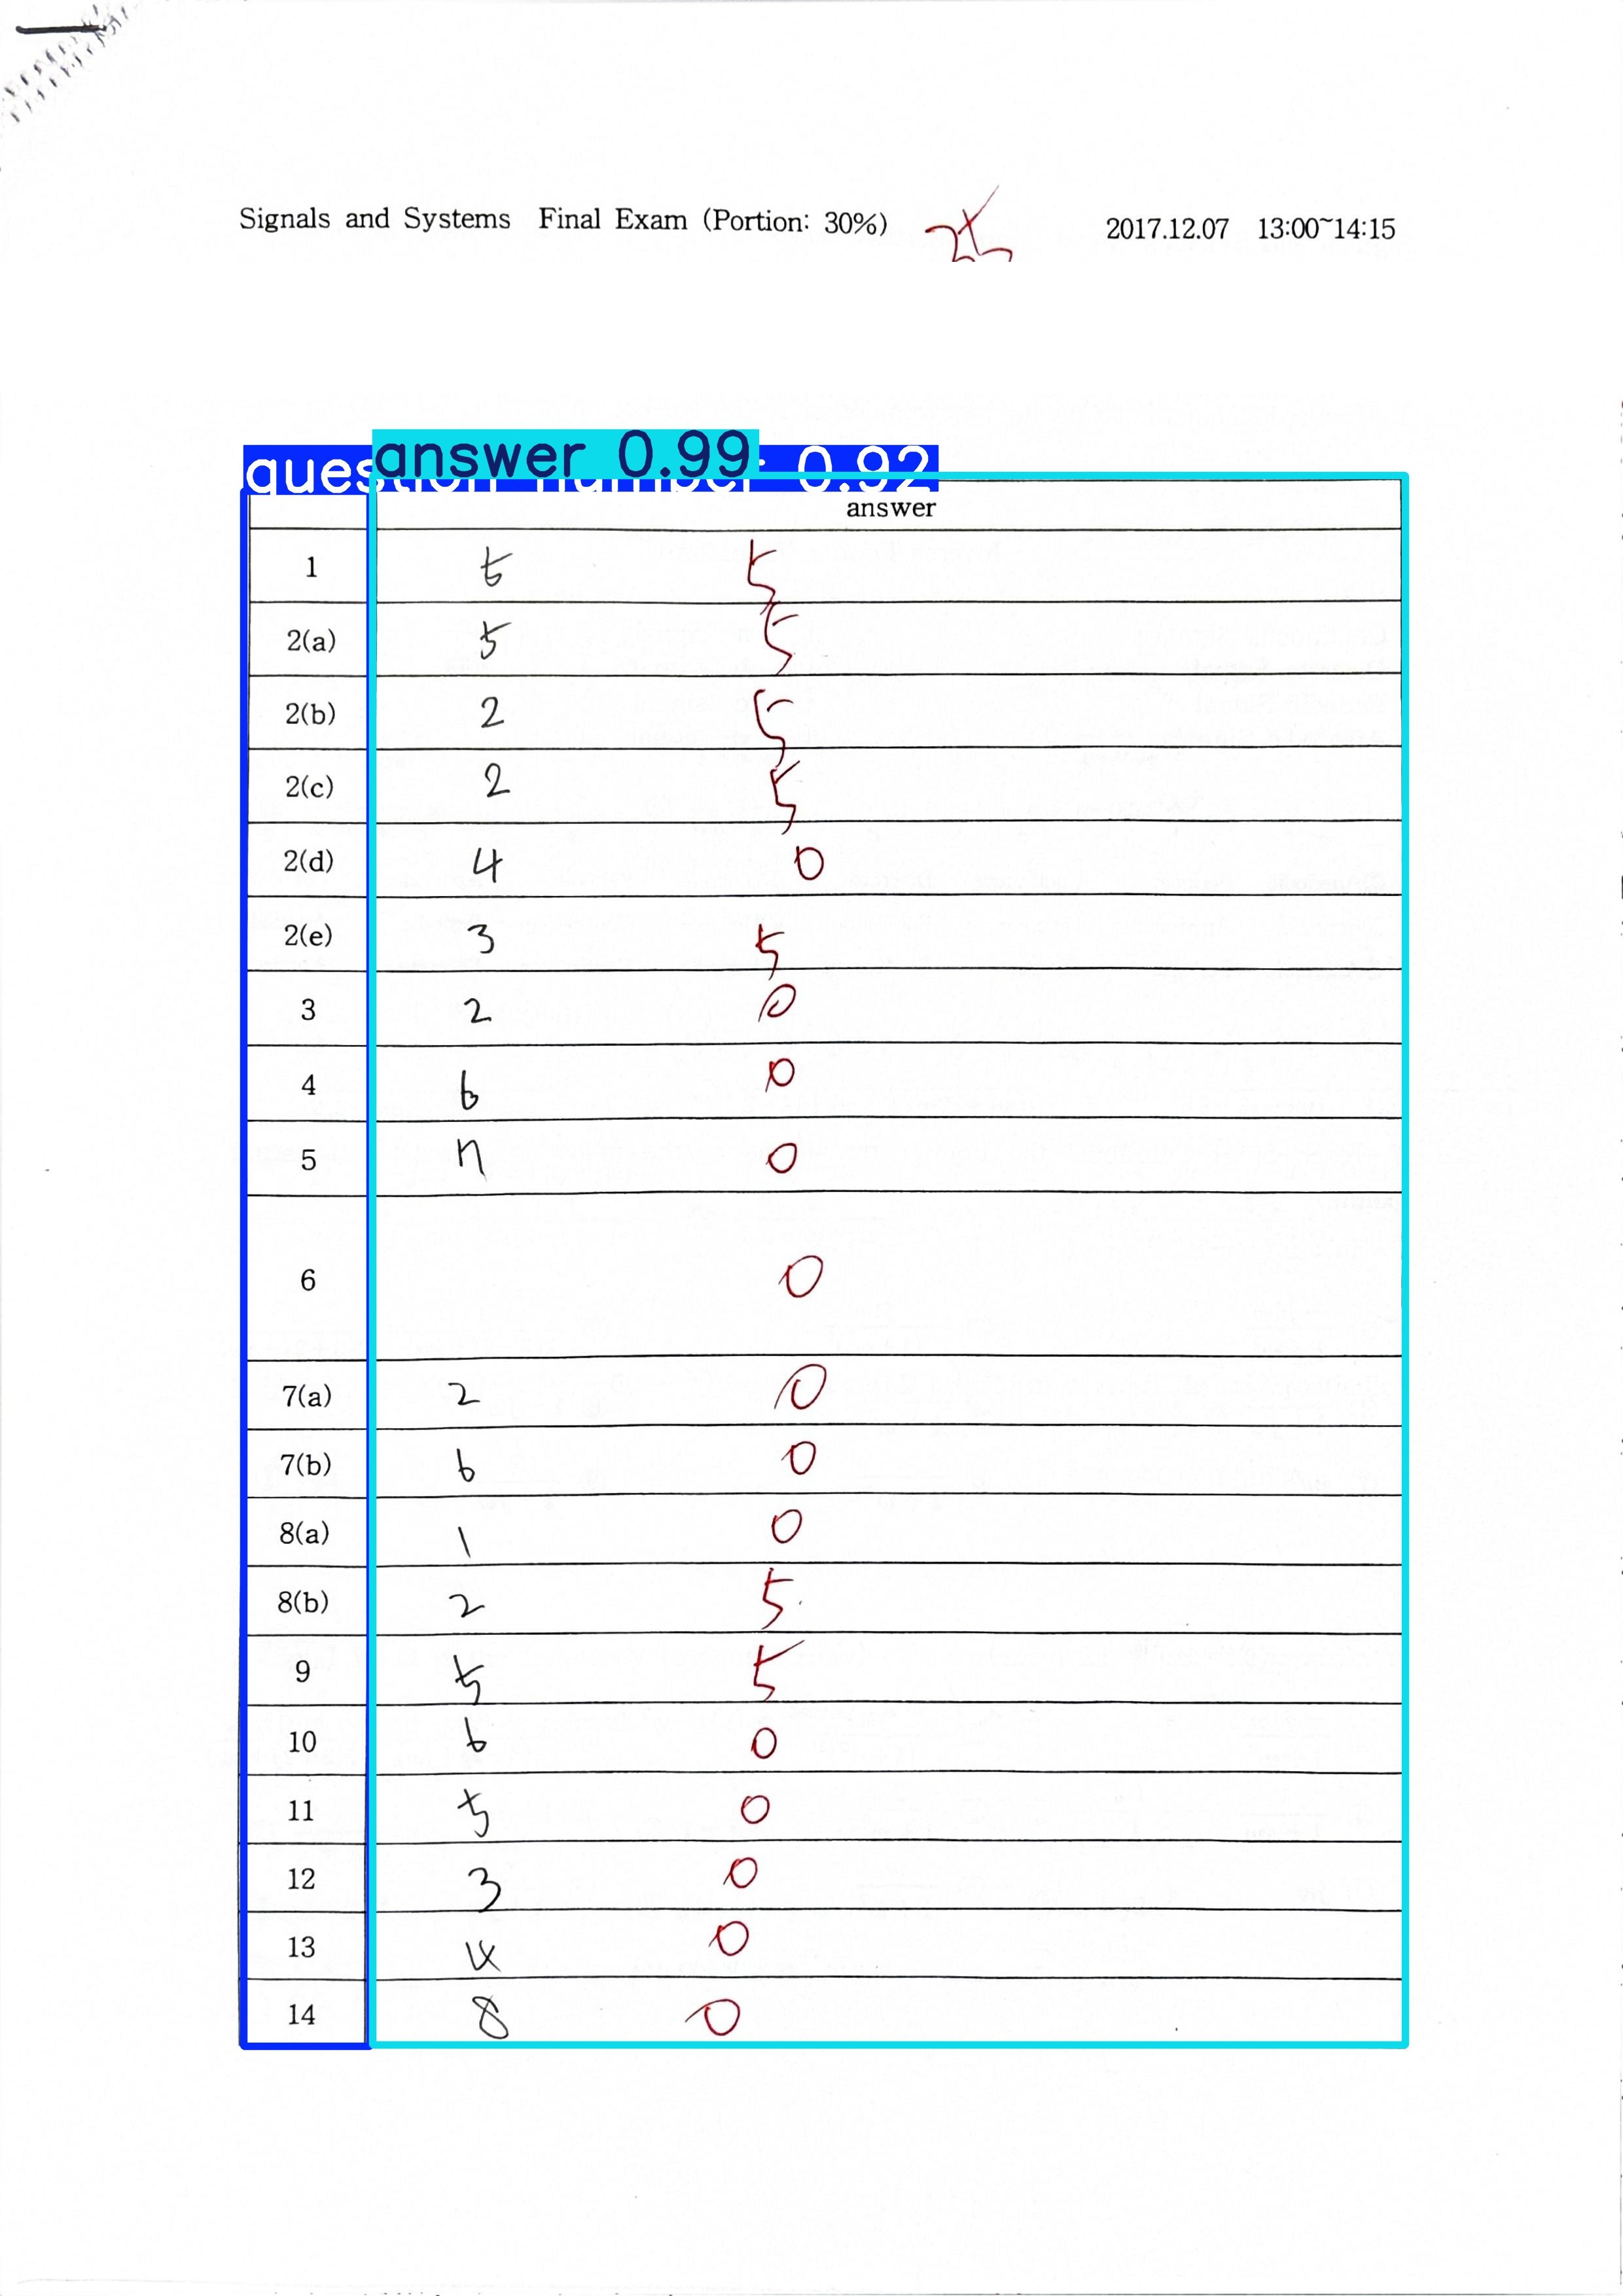 Signals and Systems Final Exam (Portion: 30%) 2017.12.07 13:00~14:15
answer 0.99
0.92
answer
1 5 5
2(a) 5 5
2(b) 2 5
2(c) 2 5
2(d) 4 0
2(e) 3 5
3 2 0
4 6 0
5 n 0
6 0
7(a) 2 0
7(b) 6 0
8(a) 1 0
8(b) 2 5
9 5 5
10 6 0
11 5 0
12 3 0
13 4 0
14 8 0